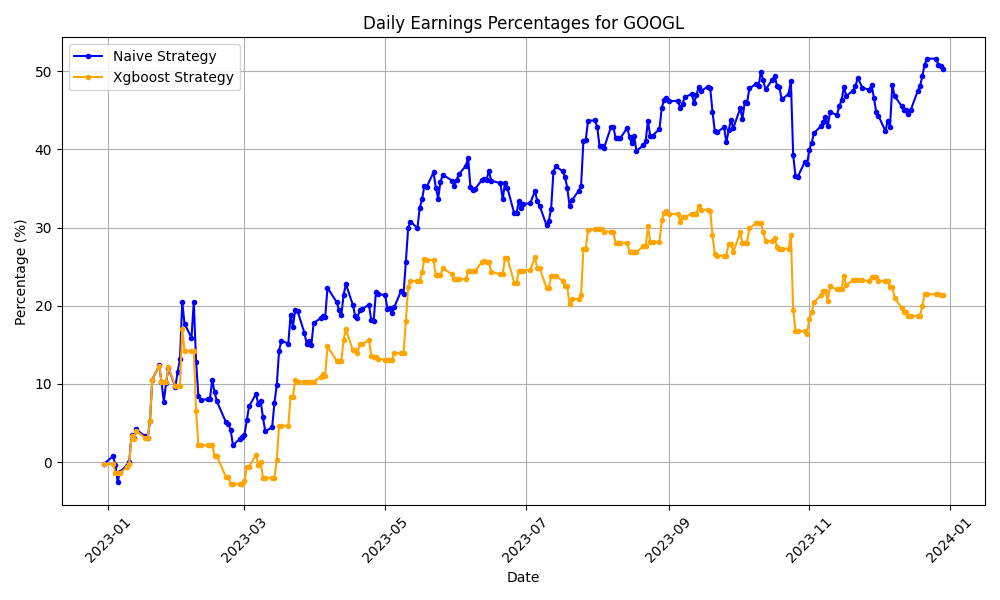 Daily Earnings Percentages for GOOGL
Naive Strategy
Xgboost Strategy
Percentage (%)
50
40
30
20
10
0
2023-01
2023-03
2023-05
2023-07
2023-09
2023-11
2024-01
Date